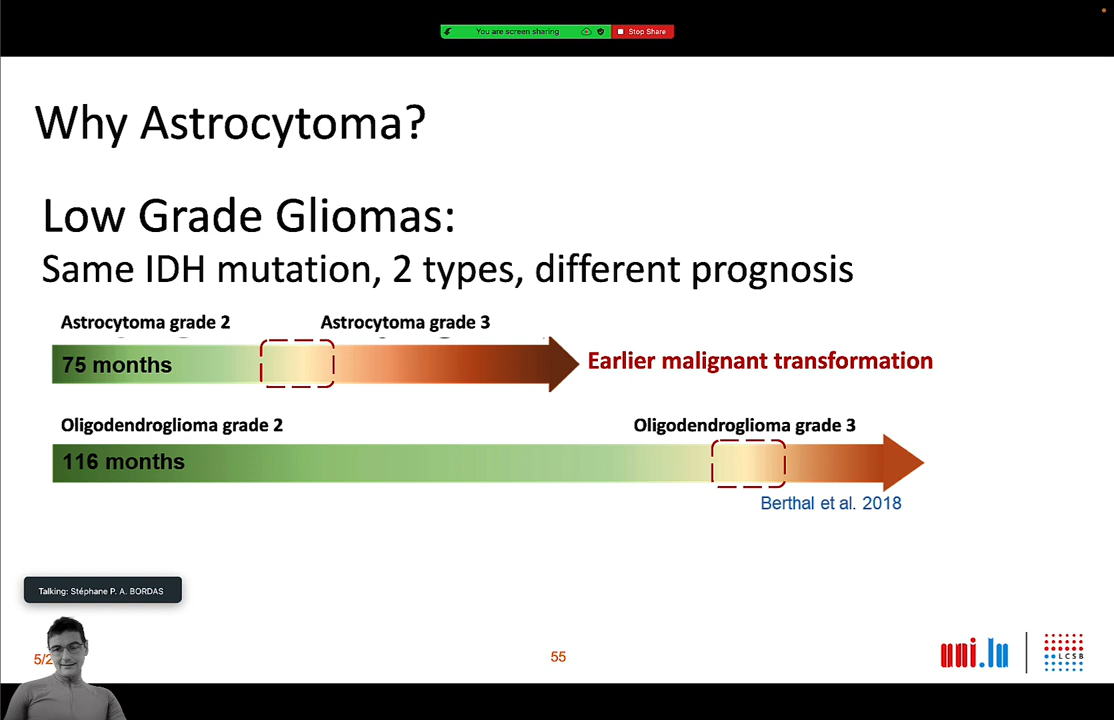 You are screen sharing
Stop Share
Why Astrocytoma?
Low Grade Gliomas:
Same IDH mutation, 2 types, different prognosis
Astrocytoma grade 2 Astrocytoma grade 3
75 months
Earlier malignant transformation
Oligodendroglioma grade 2 Oligodendroglioma grade 3
116 months
Berthal et al. 2018
Talking: Stéphane P. A. BORDAS
5/2
55
uni.lu
LCSB